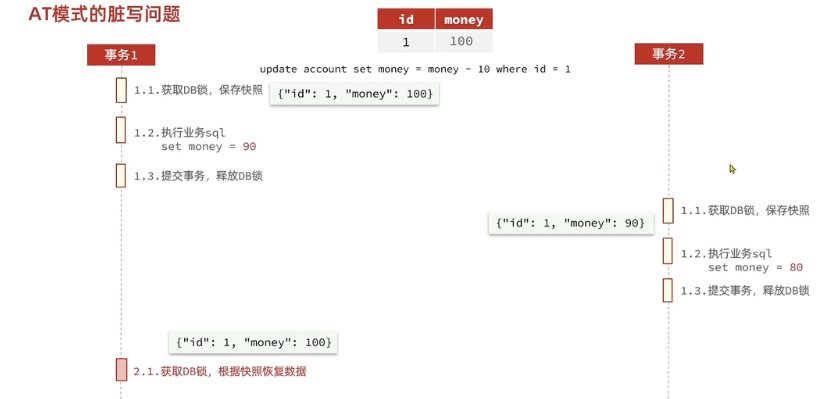 AT模式的脏写问题
id money
1 100
事务1
事务2
update account set money = money - 10 where id = 1
1.1.获取DB锁，保存快照
{"id": 1, "money": 100}
1.2.执行业务sql
set money = 90
1.3.提交事务，释放DB锁
1.1.获取DB锁，保存快照
{"id": 1, "money": 90}
1.2.执行业务sql
set money = 80
1.3.提交事务，释放DB锁
{"id": 1, "money": 100}
2.1.获取DB锁，根据快照恢复数据